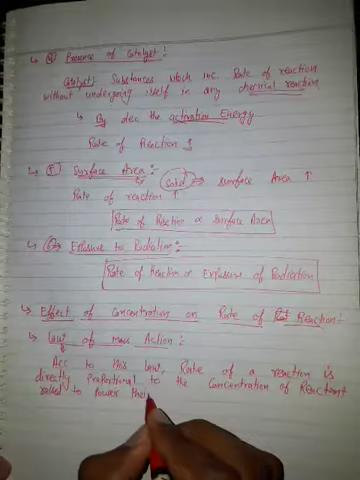 ↳ (4) Presence of Catalyst:
Catalyst: Substances which inc. Rate of reaction
without undergoing itself in any chemical reaction
↳ By dec the activation Energy
Rate of Reaction ↑
↳ (5) Surface Area:-
Solid → surface Area ↑
Rate of reaction ↑
Rate of Reaction ∝ Surface Area
↳ (6) Exposure to Radiation:-
Rate of Reaction ∝ Exposure of Radiation
↳ Effect of Concentration on Rate of Reaction:
↳ Law of mass Action:-
Acc to this law, Rate of a reaction is
directly proportional to the Concentration of Reactant
raised to Power their